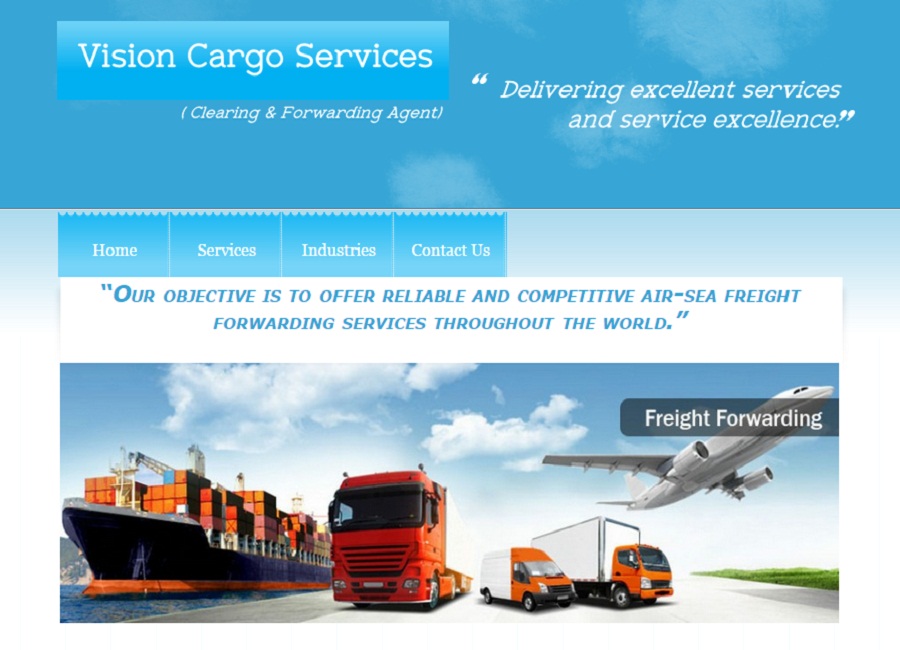 Vision Cargo Services
( Clearing & Forwarding Agent)
“ Delivering excellent services
and service excellence.”
Home Services Industries Contact Us
“Our objective is to offer reliable and competitive air-sea freight
forwarding services throughout the world.”
Freight Forwarding